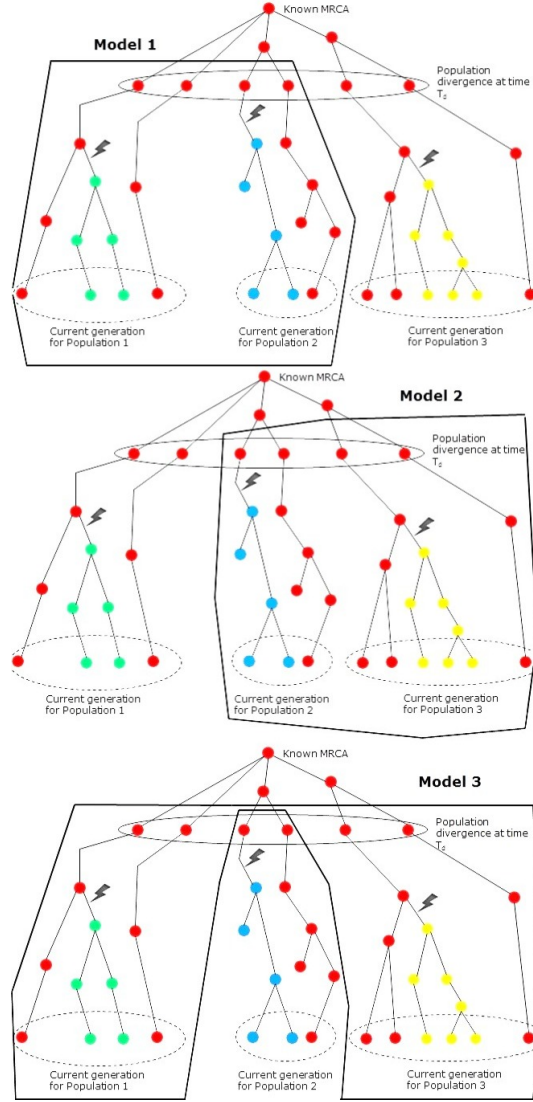 Known MRCA
Model 1
Population
divergence at time
Ts
Current generation
for Population 1
Current generation
for Population 2
Current generation
for Population 3
Known MRCA
Model 2
Population
divergence at time
Ts
Current generation
for Population 1
Current generation
for Population 2
Current generation
for Population 3
Known MRCA
Model 3
Population
divergence at time
Ts
Current generation
for Population 1
Current generation
for Population 2
Current generation
for Population 3